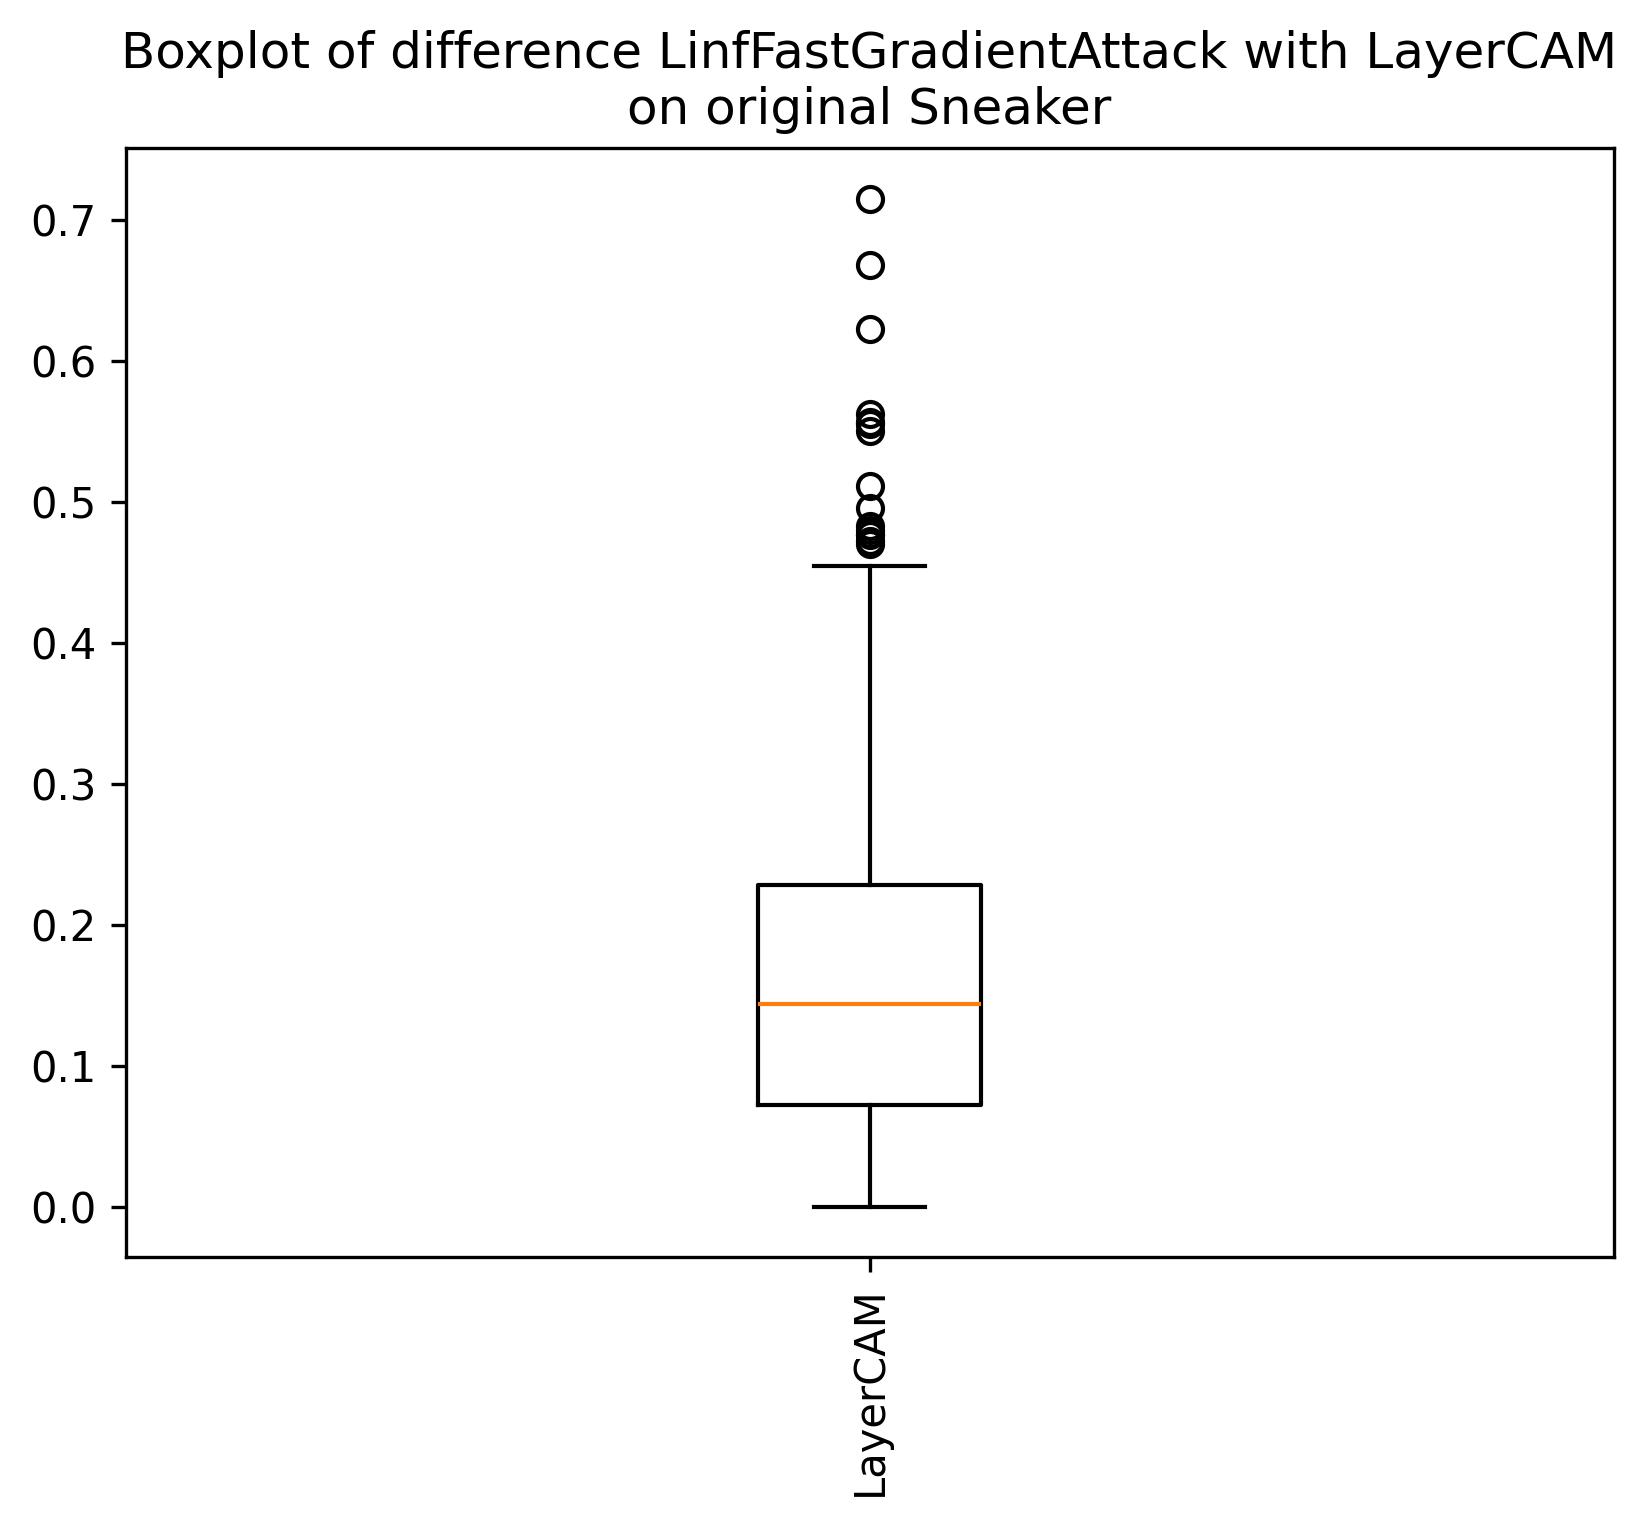 Boxplot of difference LinfFastGradientAttack with LayerCAM
on original Sneaker
0.7
0.6
0.5
0.4
0.3
0.2
0.1
0.0
LayerCAM